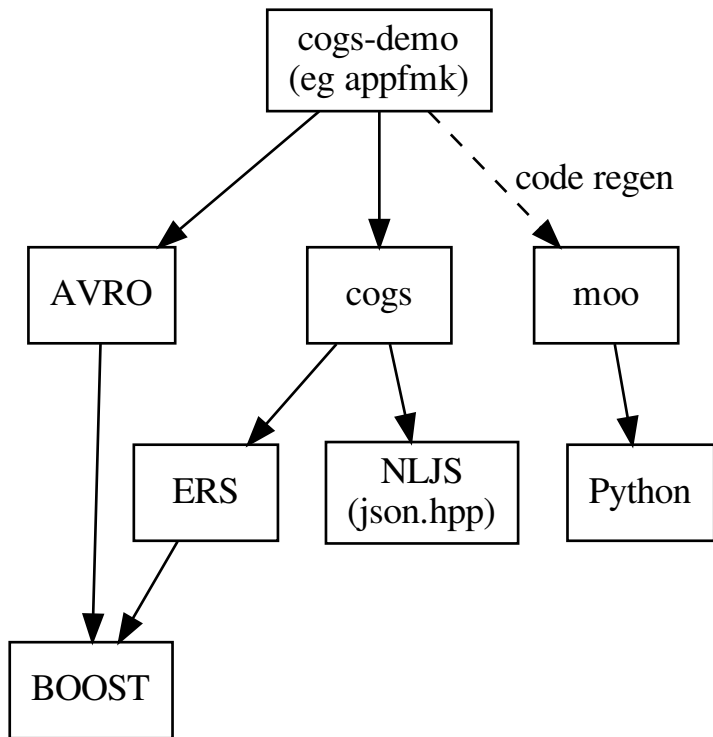 cogs-demo
(eg appfmk)
code regen
AVRO
cogs
moo
ERS
NLJS
(json.hpp)
Python
BOOST